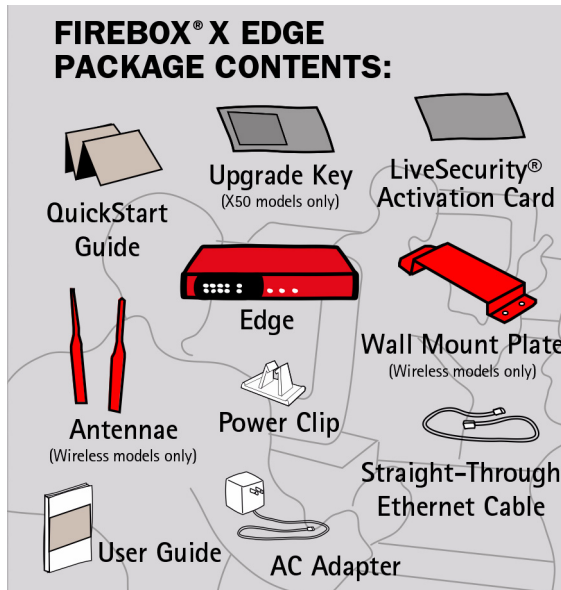 FIREBOX® X EDGE
PACKAGE CONTENTS:
QuickStart
Guide
Upgrade Key
(X50 models only)
LiveSecurity®
Activation Card
Edge
Antennae
(Wireless models only)
Power Clip
Wall Mount Plate
(Wireless models only)
Straight-Through
Ethernet Cable
User Guide
AC Adapter